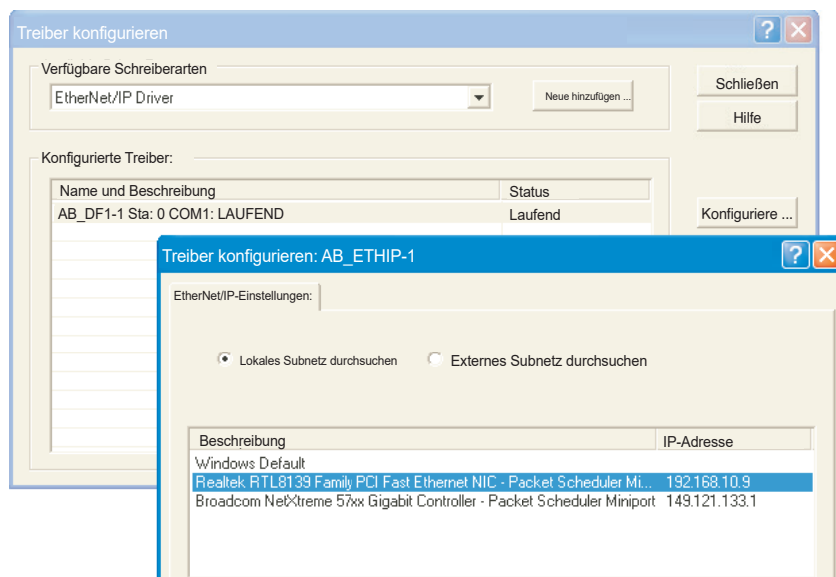 Treiber konfigurieren
Verfügbare Schreiberarten
EtherNet/IP Driver
Neue hinzufügen ...
Schließen
Hilfe
Konfigurierte Treiber:
Name und Beschreibung Status
AB_DF1-1 Sta: 0 COM1: LAUFEND Laufend
Konfiguriere ...
Treiber konfigurieren: AB_ETHIP-1
EtherNet/IP-Einstellungen:
Lokales Subnetz durchsuchen Externes Subnetz durchsuchen
Beschreibung IP-Adresse
Windows Default
Realtek RTL8139 Family PCI Fast Ethernet NIC - Packet Scheduler Mi... 192.168.10.9
Broadcom NetXtreme 57xx Gigabit Controller - Packet Scheduler Miniport 149.121.133.1